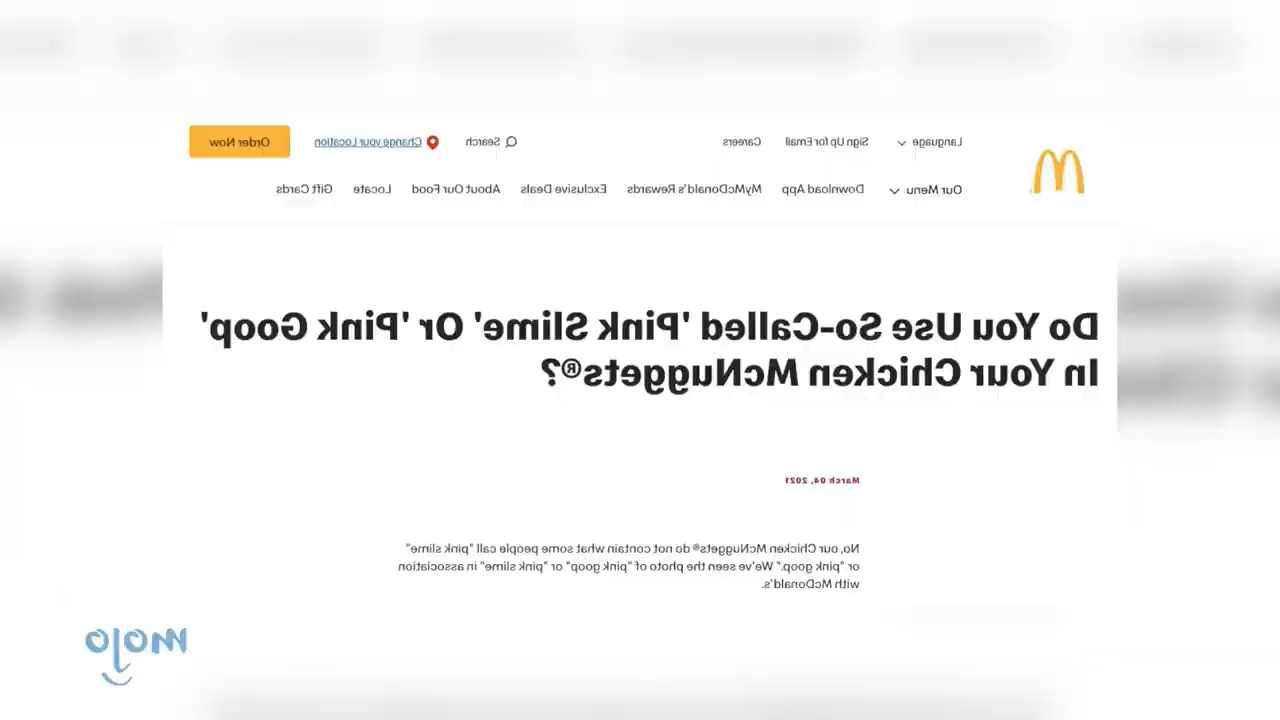 Language
Sign Up for Email
Careers
Search
Change your Location
Order Now
Our Menu
Download App
MyMcDonald's Rewards
Exclusive Deals
About Our Food
Locate
Gift Cards
Do You Use So-Called 'Pink Slime' Or 'Pink Goop'
In Your Chicken McNuggets®?
March 04, 2021
No, our Chicken McNuggets® do not contain what some people call "pink slime"
or "pink goop." We've seen the photo of "pink goop" or "pink slime" in association
with McDonald's.
mojo